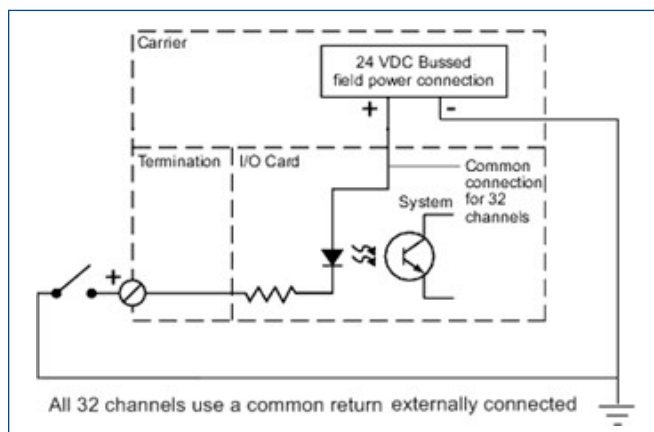 Carrier
24 VDC Bussed
field power connection
+
-
Termination
I/O Card
Common
connection
for 32
channels
System
+
All 32 channels use a common return externally connected